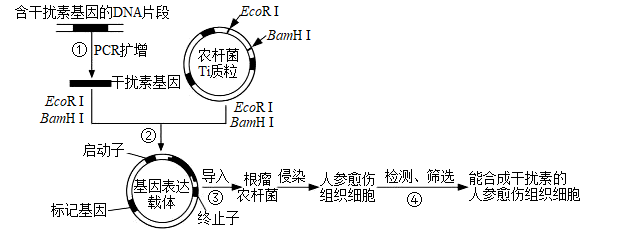 含干扰素基因的DNA片段
① PCR扩增
干扰素基因
EcoR I
BamH I
EcoR I
BamH I
农杆菌
Ti质粒
EcoR I
BamH I
②
启动子
基因表达
载体
标记基因
终止子
导入
③
根瘤
农杆菌
侵染
人参愈伤
组织细胞
检测、筛选
④
能合成干扰素的
人参愈伤组织细胞